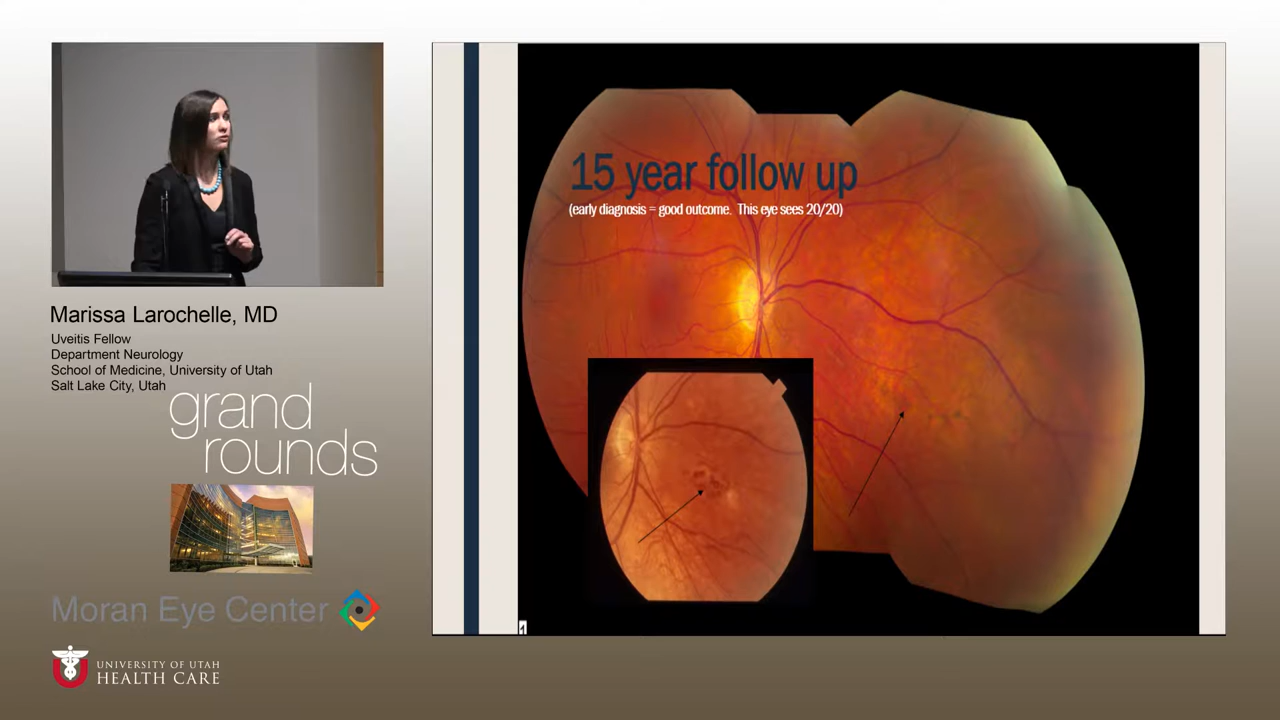 15 year follow up
(early diagnosis = good outcome.  This eye sees 20/20)
Marissa Larochelle, MD
Uveitis Fellow
Department Neurology
School of Medicine, University of Utah
Salt Lake City, Utah
grand
rounds
Moran Eye Center
UNIVERSITY OF UTAH
HEALTH CARE
1